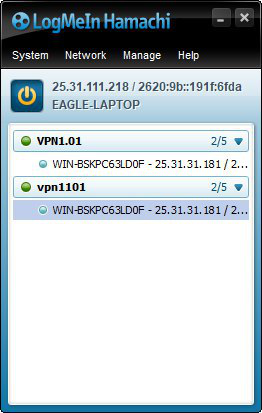 LogMeIn Hamachi
System Network Manage Help
25.31.111.218 / 2620:9b::191f:6fda
EAGLE-LAPTOP
VPN1.01 2/5
WIN-BSKPC63LD0F - 25.31.31.181 / 2...
vpn1101 2/5
WIN-BSKPC63LD0F - 25.31.31.181 / 2...